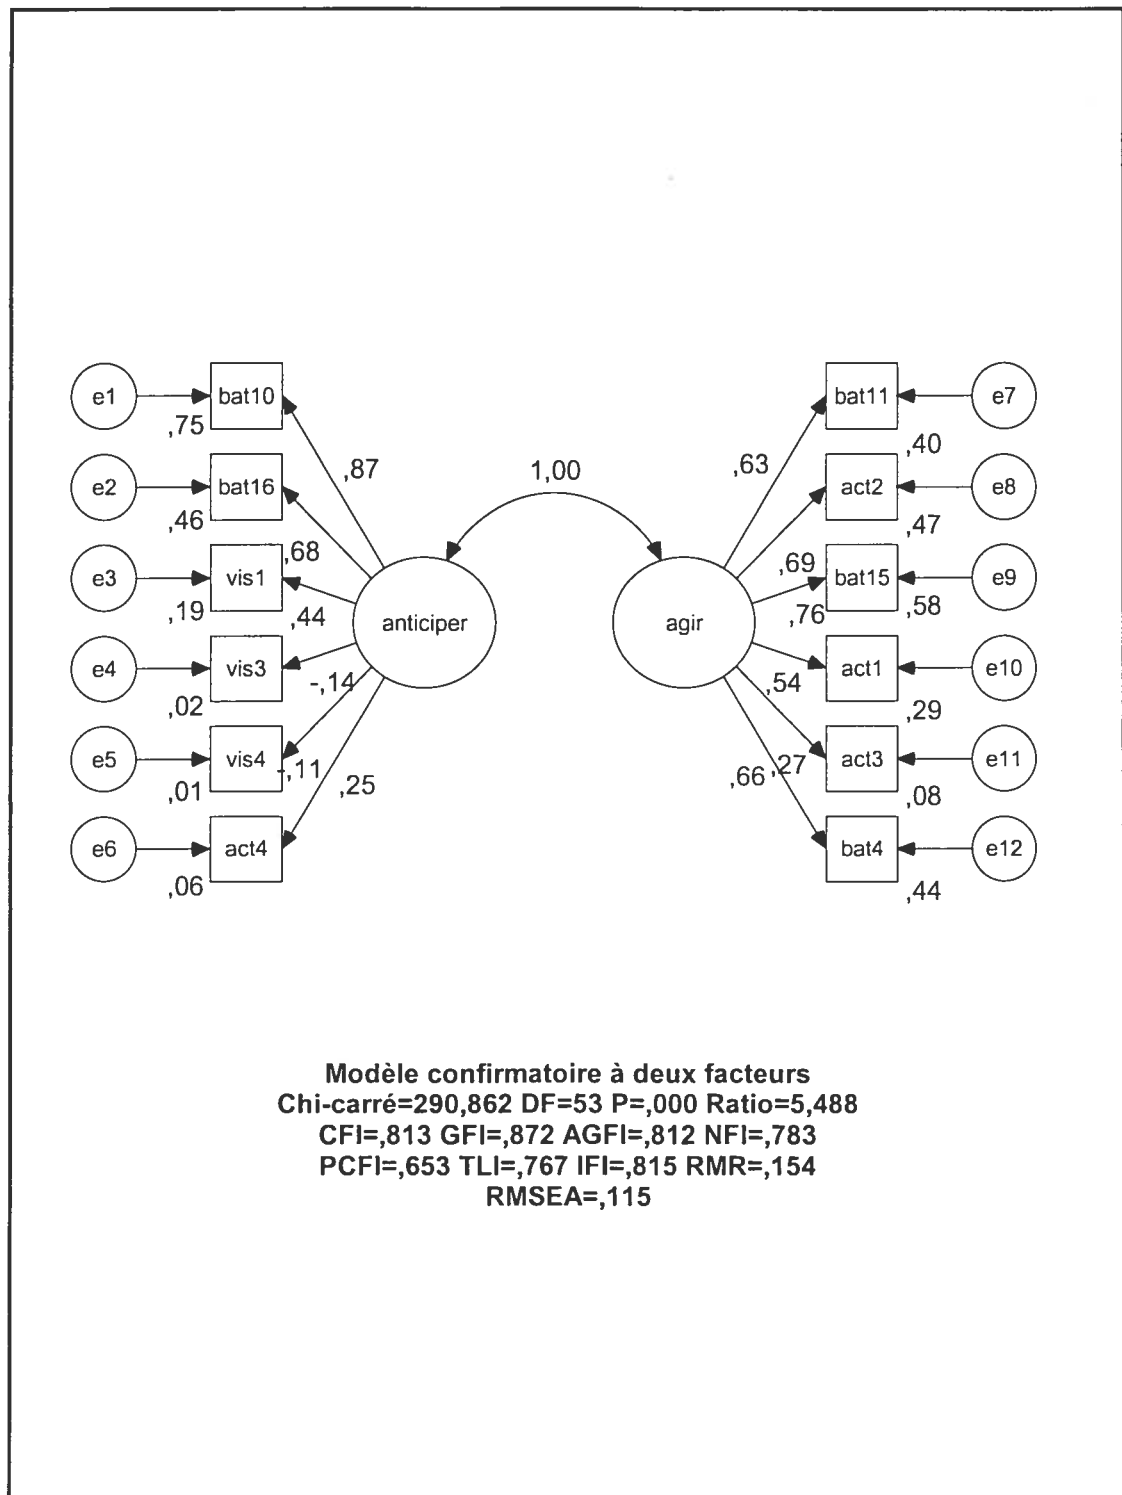 e1 bat10 bat11 e7
,75 ,40
,87 1,00 ,63
e2 bat16 act2 e8
,46 ,47
,68 ,69
e3 vis1 bat15 e9
,19 ,44 ,76 ,58
anticiper agir
e4 vis3 act1 e10
,02 -,14 ,54 ,29
e5 vis4 act3 e11
,01 -,11 ,25 ,66 ,27 ,08
e6 act4 bat4 e12
,06 ,44
Modèle confirmatoire à deux facteurs
Chi-carré=290,862 DF=53 P=,000 Ratio=5,488
CFI=,813 GFI=,872 AGFI=,812 NFI=,783
PCFI=,653 TLI=,767 IFI=,815 RMR=,154
RMSEA=,115